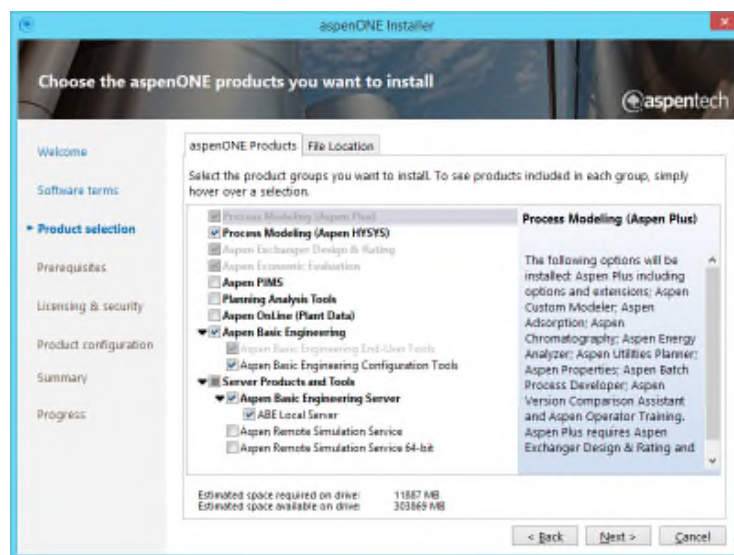 aspenONE Installer
Choose the aspenONE products you want to install
aspentech
Welcome
Software terms
Product selection
Prerequisites
Licensing & security
Product configuration
Summary
Progress
aspenONE Products
File Location
Select the product groups you want to install. To see products included in each group, simply
hover over a selection.
Process Modeling (Aspen Plus)
Process Modeling (Aspen HYSYS)
Aspen Exchanger Design & Rating
Aspen Economic Evaluation
Aspen PIMS
Planning Analysis Tools
Aspen OnLine (Plant Data)
Aspen Basic Engineering
Aspen Basic Engineering End-User Tools
Aspen Basic Engineering Configuration Tools
Server Products and Tools
Aspen Basic Engineering Server
ABE Local Server
Aspen Remote Simulation Service
Aspen Remote Simulation Service 64-bit
Process Modeling (Aspen Plus)
The following options will be
installed: Aspen Plus including
options and extensions; Aspen
Custom Modeler; Aspen
Adsorption; Aspen
Chromatography; Aspen Energy
Analyzer; Aspen Utilities Planner;
Aspen Properties; Aspen Batch
Process Developer; Aspen
Version Comparison Assistant
and Aspen Operator Training.
Aspen Plus requires Aspen
Exchanger Design & Rating and
Estimated space required on drive: 11887 MB
Estimated space available on drive: 303869 MB
< Back
Next >
Cancel